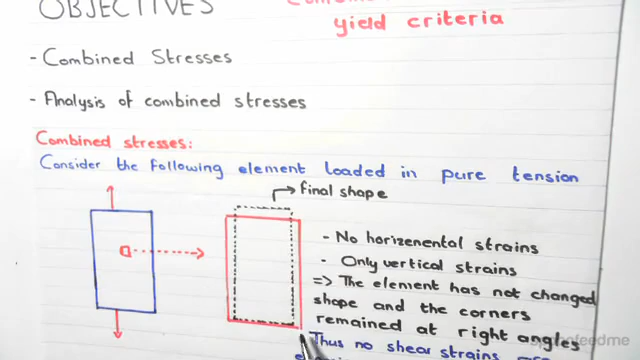 OBJECTIVES
yield criteria
- Combined Stresses
- Analysis of combined stresses
Combined stresses:
Consider the following element loaded in pure tension
final shape
- No horizenental strains
- Only vertical strains
=> The element has not changed
shape and the corners
remained at right angles
Thus no shear strains